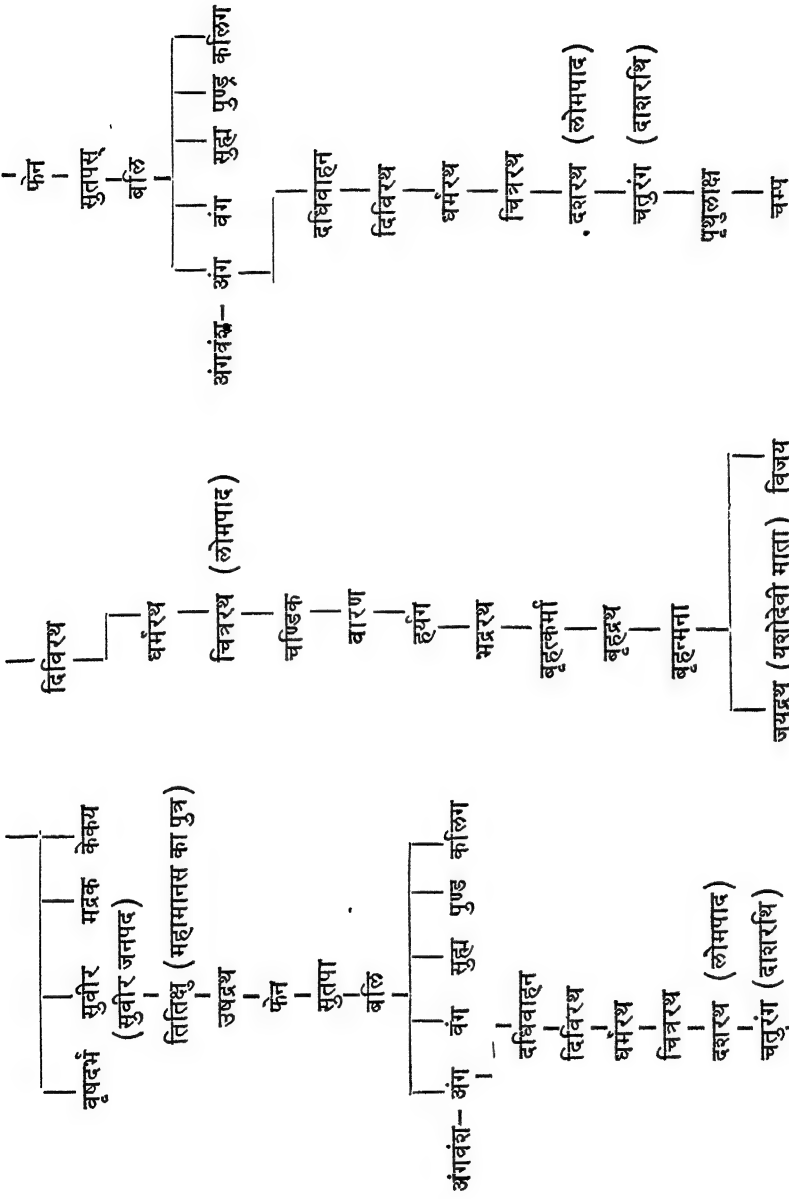 वृषदर्भ सुवीर मद्रक केकय
(सुवीर जनपद)
तितिक्षु (महामानस का पुत्र)
उषद्रथ
फेन
सुतपा
बलि
अंगवंश– अंग वंग सुह्म पुण्ड कलिग
दधिवाहन
दिविरथ
धर्मरथ
चित्ररथ
दशरथ (लोमपाद)
चतुरंग (दाशरथि)
दिविरथ
धर्मरथ
चित्ररथ (लोमपाद)
चण्डिक
वारण
हर्यग
भद्ररथ
बृहत्कर्मा
बृहद्रथ
बृहन्मना
जयद्रथ (यशोदेवी माता) विजय
फेन
सुतपस्
बलि
अंगवंश– अंग वंग सुह्म पुण्ड्र कलिग
दधिवाहन
दिविरथ
धर्मरथ
चित्ररथ
दशरथ (लोमपाद)
चतुरंग (दाशरथि)
पृथुलाक्ष
चम्प